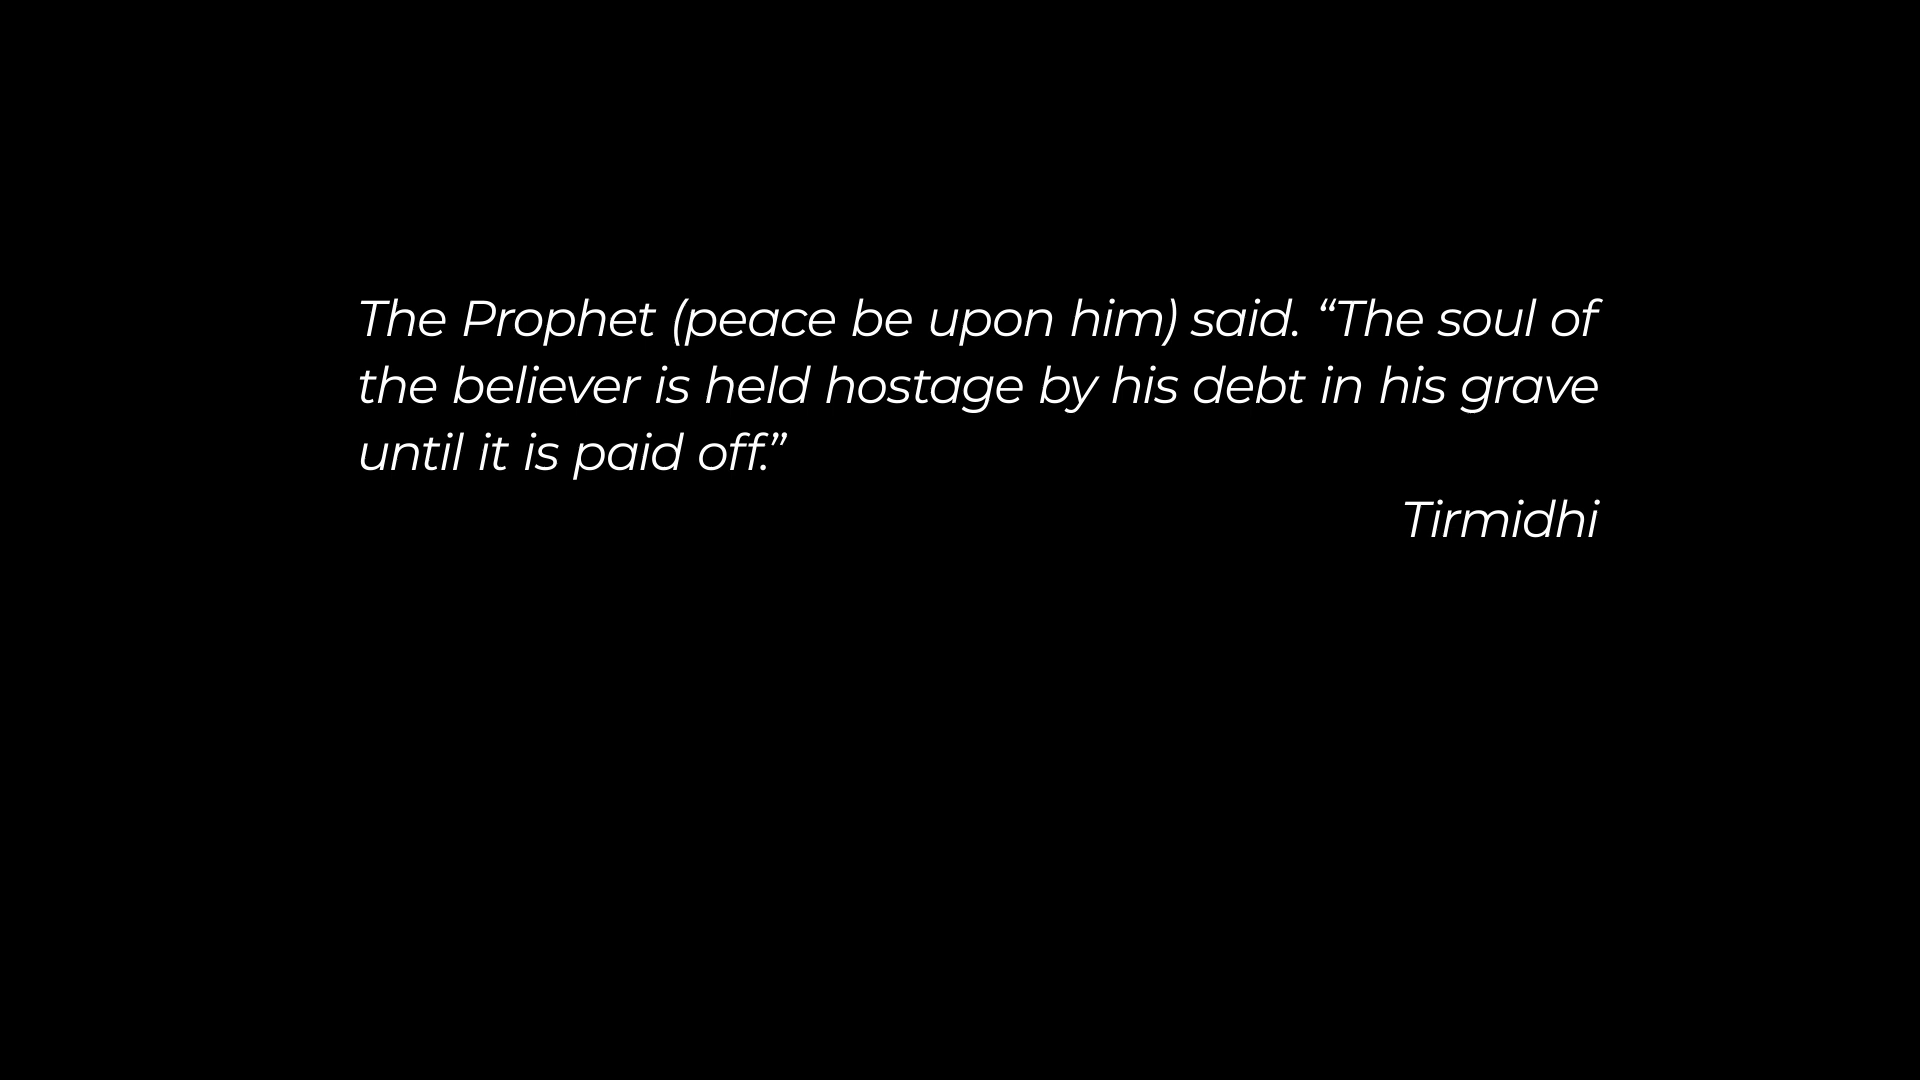 The Prophet (peace be upon him) said. “The soul of
the believer is held hostage by his debt in his grave
until it is paid off.”
Tirmidhi